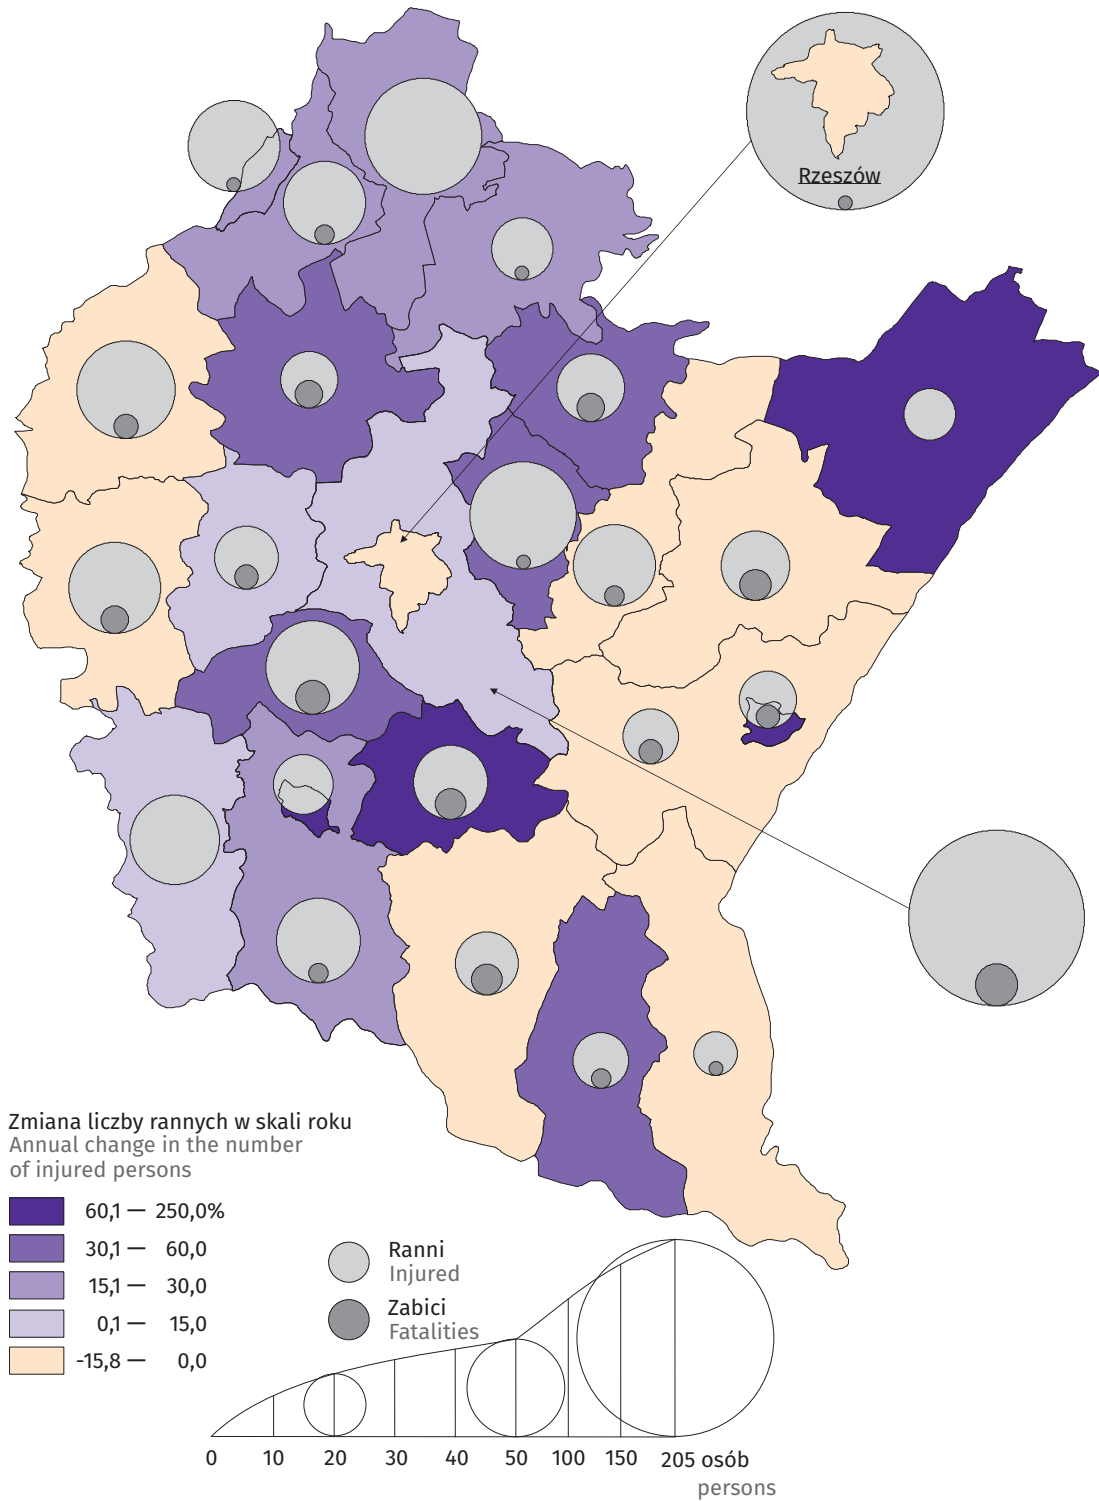 Rzeszów
Zmiana liczby rannych w skali roku
Annual change in the number
of injured persons
60,1 — 250,0%
30,1 — 60,0
15,1 — 30,0
0,1 — 15,0
-15,8 — 0,0
Ranni
Injured
Zabici
Fatalities
0 10 20 30 40 50 100 150 205 osób
persons